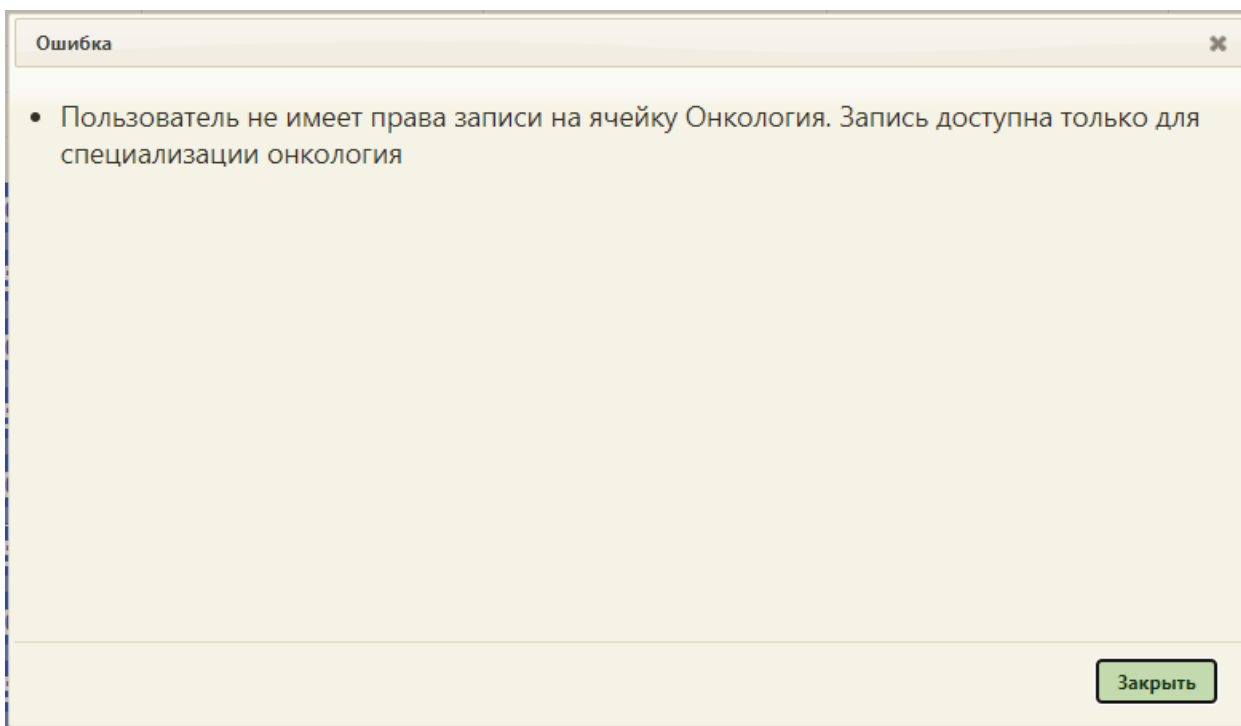 Ошибка
Пользователь не имеет права записи на ячейку Онкология. Запись доступна только для
специализации онкология
Закрыть